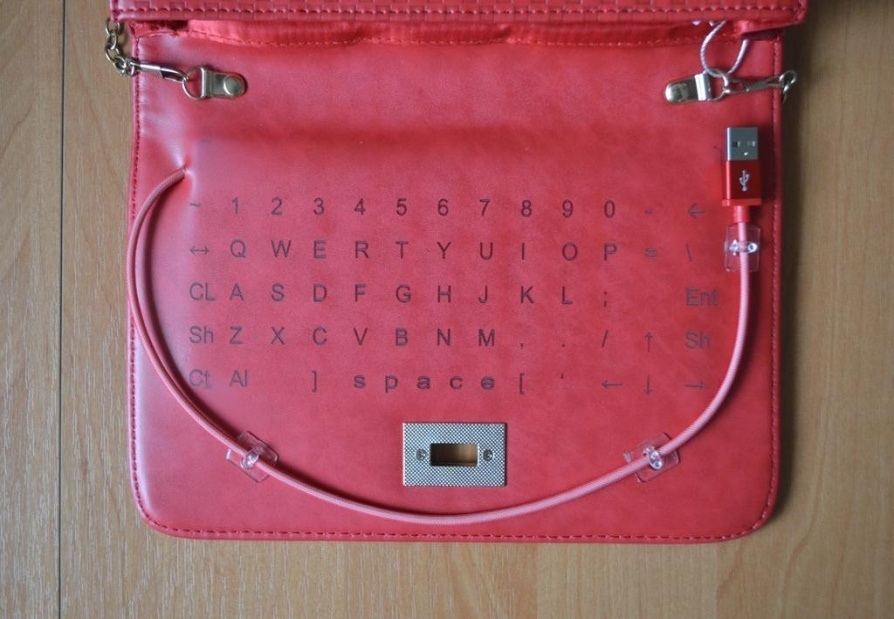 ~ 1 2 3 4 5 6 7 8 9 0 - ←
↔ Q W E R T Y U I O P = \
CL A S D F G H J K L ; Ent
Sh Z X C V B N M , . / ↑ Sh
Ct Al ] space [ ' ← ↓ →